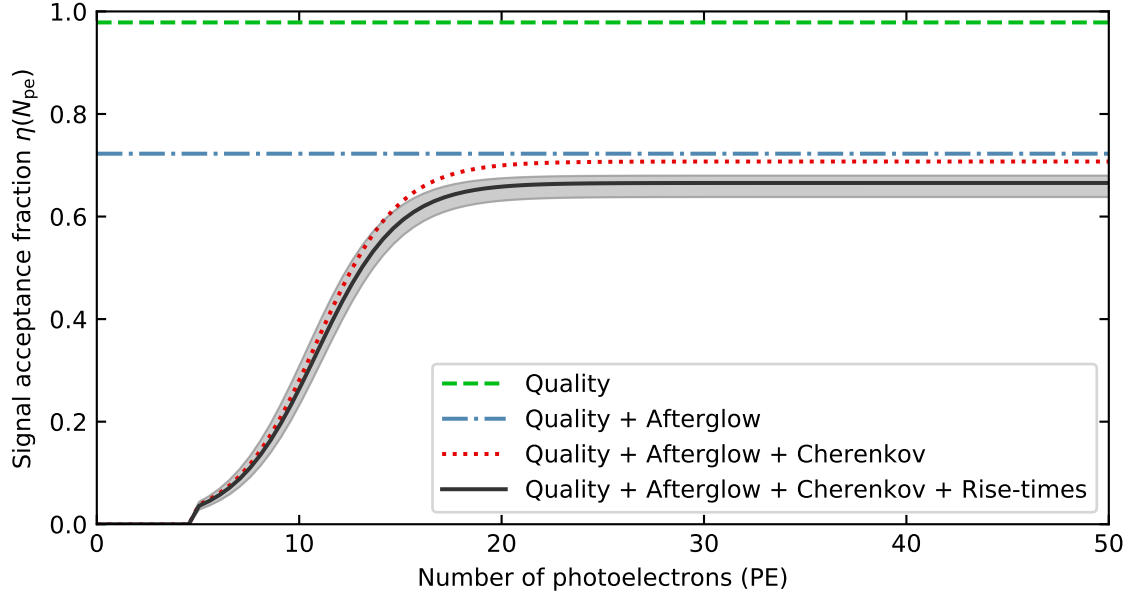 Signal acceptance fraction η(Npe)
1.0
0.8
0.6
0.4
0.2
0.0
Quality
Quality + Afterglow
Quality + Afterglow + Cherenkov
Quality + Afterglow + Cherenkov + Rise-times
0 10 20 30 40 50
Number of photoelectrons (PE)